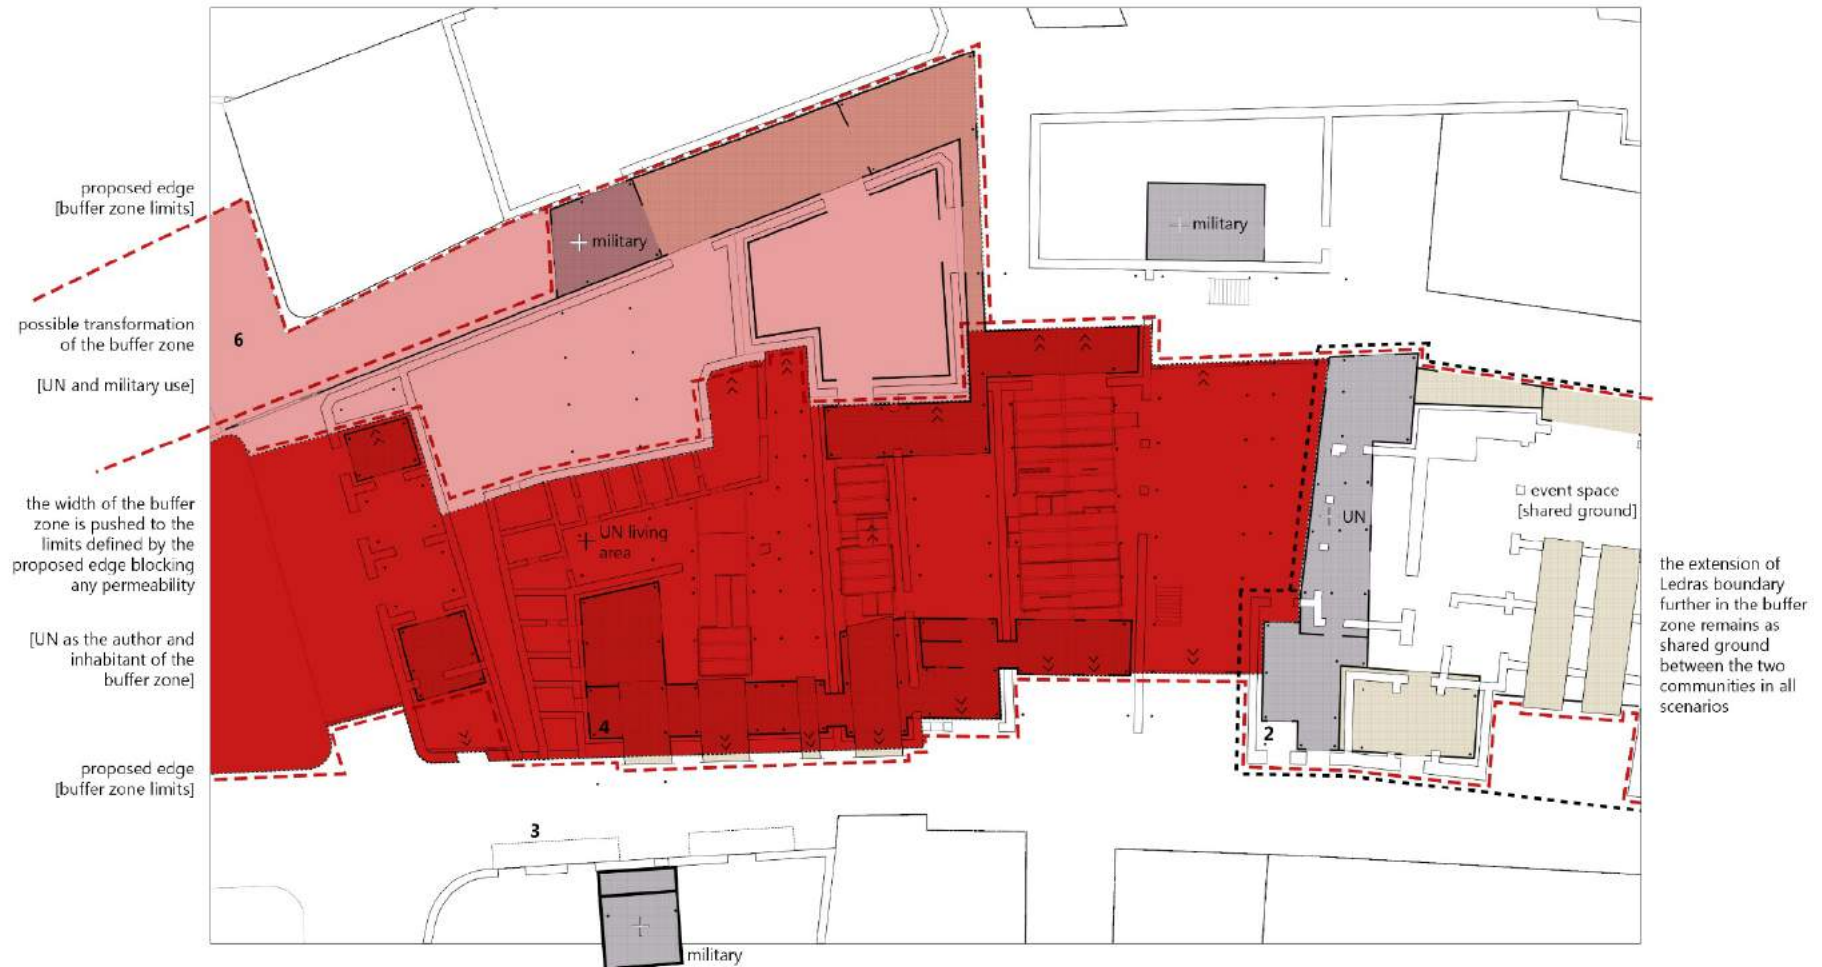 proposed edge
[buffer zone limits]
possible transformation
of the buffer zone
[UN and military use]
the width of the buffer
zone is pushed to the
limits defined by the
proposed edge blocking
any permeability
[UN as the author and
inhabitant of the
buffer zone]
proposed edge
[buffer zone limits]
6
military
military
UN living
area
UN
event space
[shared ground]
4
2
3
military
the extension of
Ledras boundary
further in the buffer
zone remains as
shared ground
between the two
communities in all
scenarios